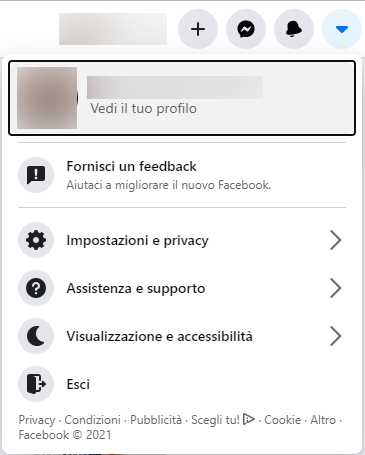 Vedi il tuo profilo
Fornisci un feedback
Aiutaci a migliorare il nuovo Facebook.
Impostazioni e privacy
Assistenza e supporto
Visualizzazione e accessibilità
Esci
Privacy · Condizioni · Pubblicità · Scegli tu! · Cookie · Altro ·
Facebook © 2021